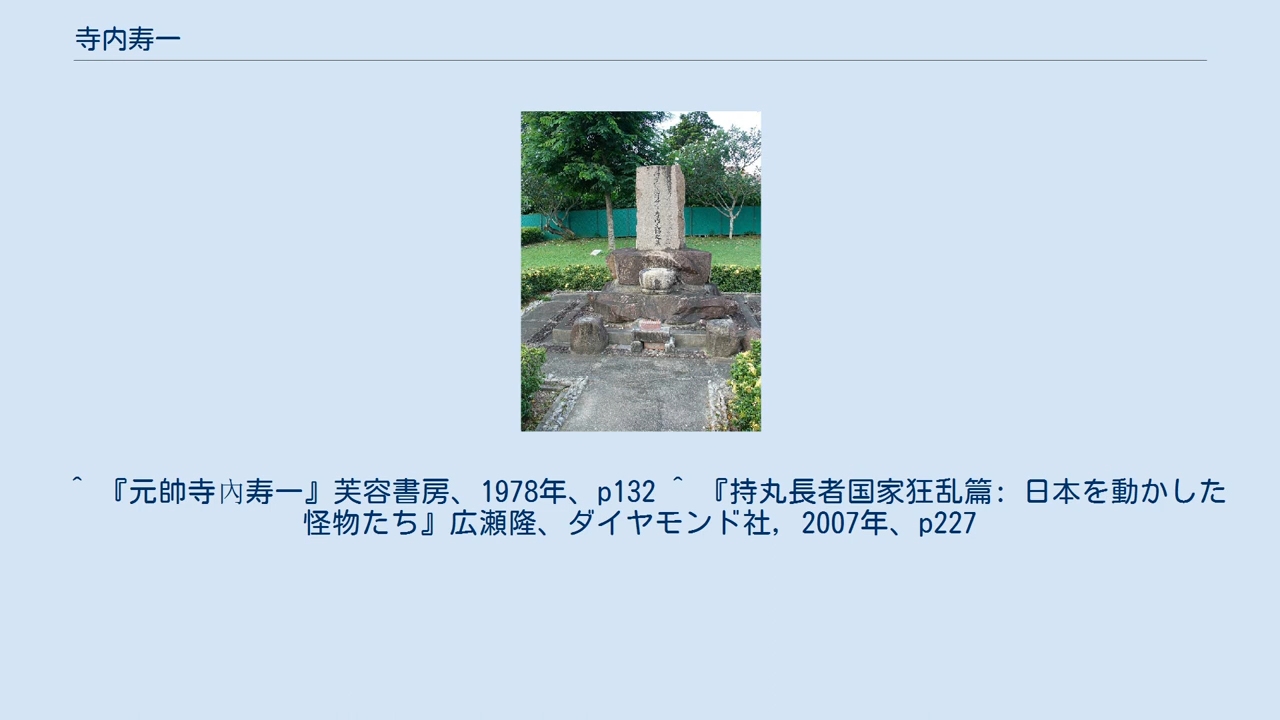 寺内寿一
^ 『元帥寺內寿一』芙容書房、1978年、p132 ^ 『持丸長者国家狂乱篇: 日本を動かした
怪物たち』広瀬隆、ダイヤモンド社, 2007年、p227